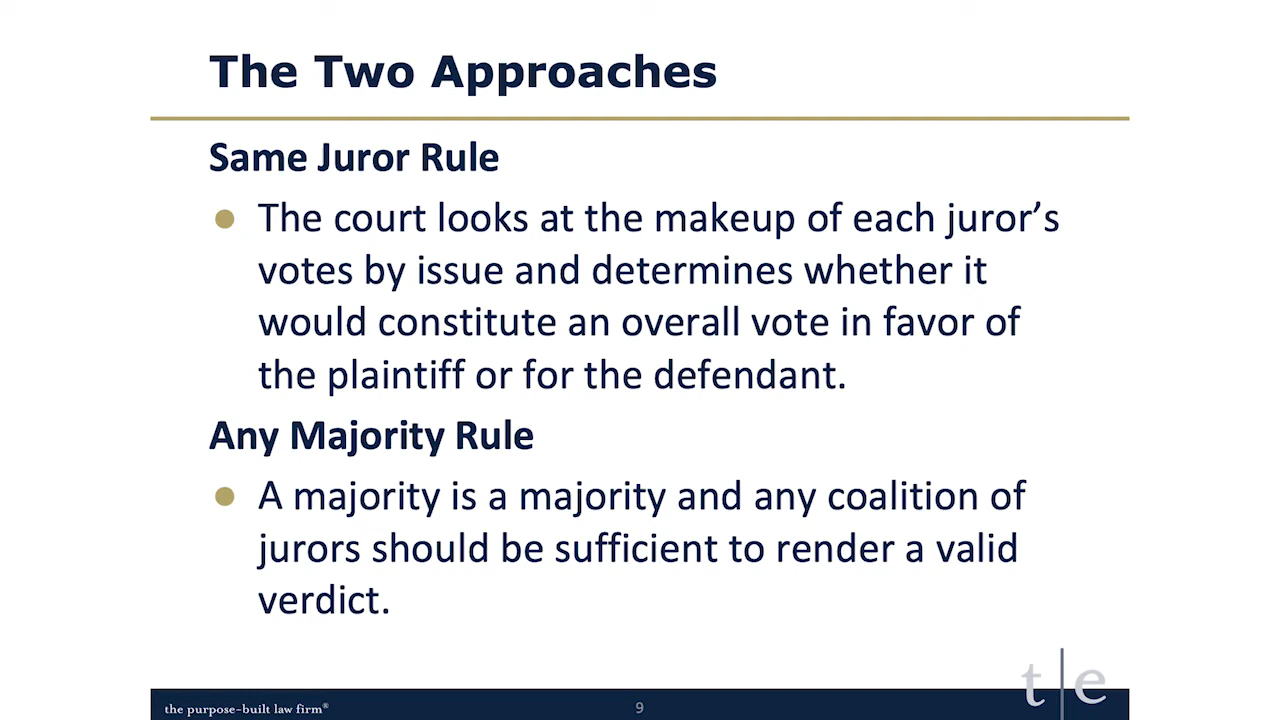 The Two Approaches
Same Juror Rule
● The court looks at the makeup of each juror’s
votes by issue and determines whether it
would constitute an overall vote in favor of
the plaintiff or for the defendant.
Any Majority Rule
● A majority is a majority and any coalition of
jurors should be sufficient to render a valid
verdict.
t|e
the purpose-built law firm®
9